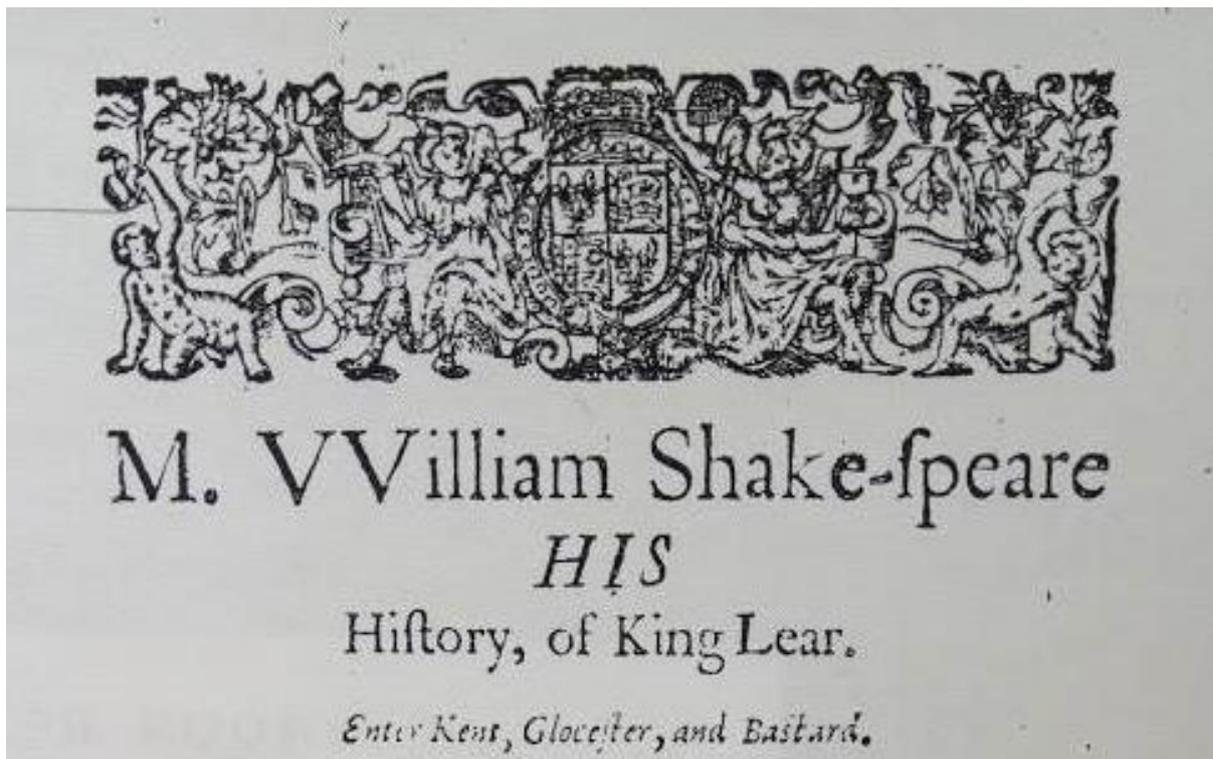 M. VVilliam Shake-ſpeare
HIS
Hiſtory, of King Lear.
Enter Kent, Gloceſter, and Baſtard.